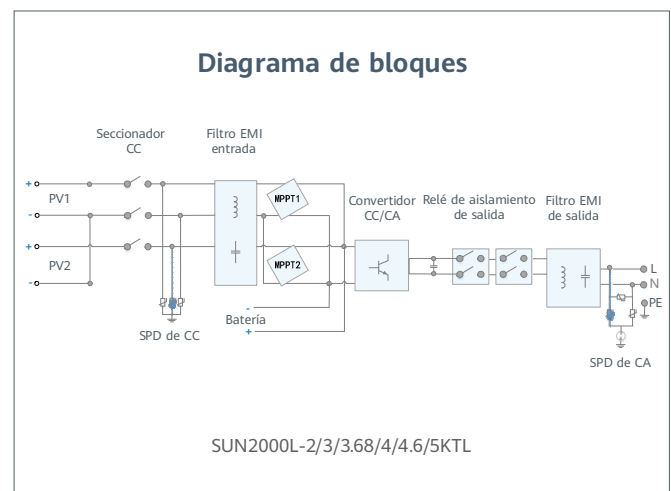 Diagrama de bloques
Seccionador
CC
Filtro EMI
entrada
+
PV1
-
+
PV2
-
MPPT1
MPPT2
Convertidor
CC/CA
Relé de aislamiento
de salida
Filtro EMI
de salida
L
N
PE
-
Batería
+
SPD de CC
SPD de CA
SUN2000L-2/3/3.68/4/4.6/5KTL